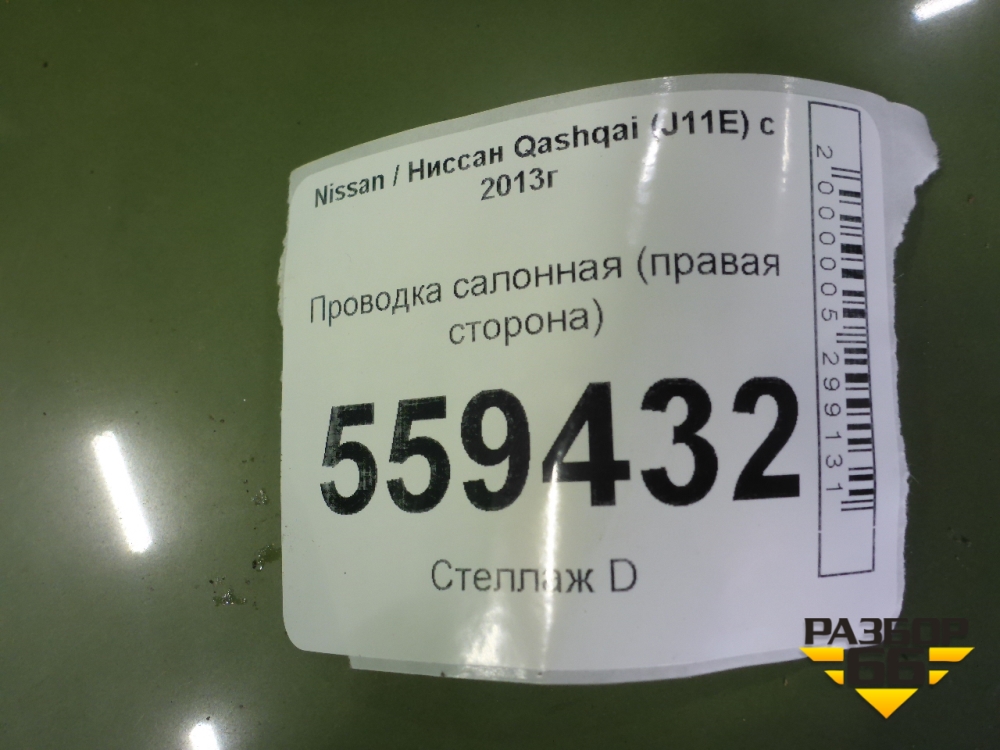 Nissan / Ниссан Qashqai (J11E) с
2013г
Проводка салонная (правая
сторона)
559432
Стеллаж D
2000005299131
РАЗБОР
66